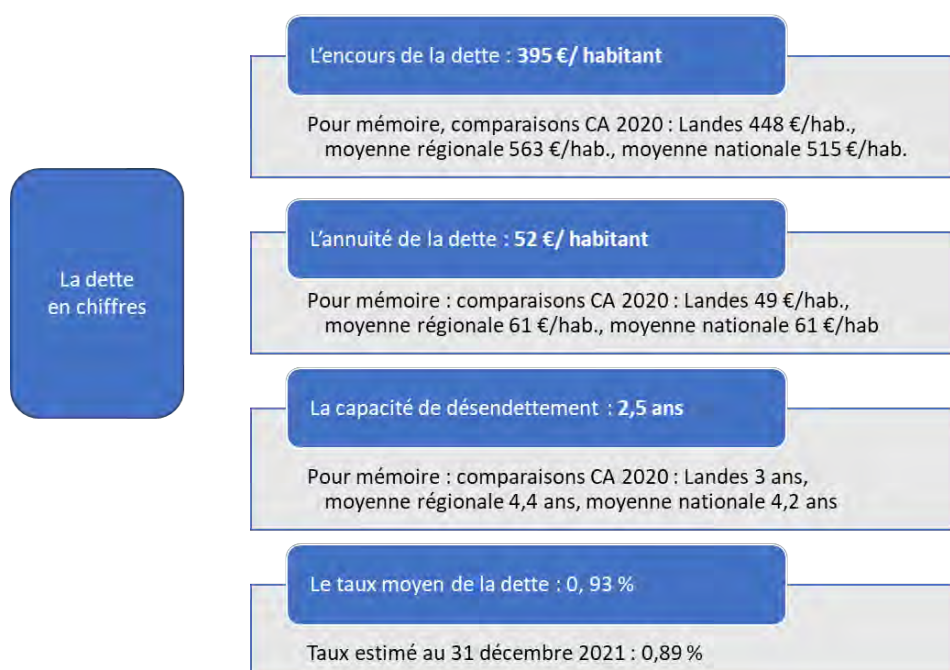 La dette
en chiffres
L'encours de la dette : 395 €/ habitant
Pour mémoire, comparaisons CA 2020 : Landes 448 €/hab.,
moyenne régionale 563 €/hab., moyenne nationale 515 €/hab.
L'annuité de la dette : 52 €/ habitant
Pour mémoire : comparaisons CA 2020 : Landes 49 €/hab.,
moyenne régionale 61 €/hab., moyenne nationale 61 €/hab
La capacité de désendettement : 2,5 ans
Pour mémoire : comparaisons CA 2020 : Landes 3 ans,
moyenne régionale 4,4 ans, moyenne nationale 4,2 ans
Le taux moyen de la dette : 0, 93 %
Taux estimé au 31 décembre 2021 : 0,89 %